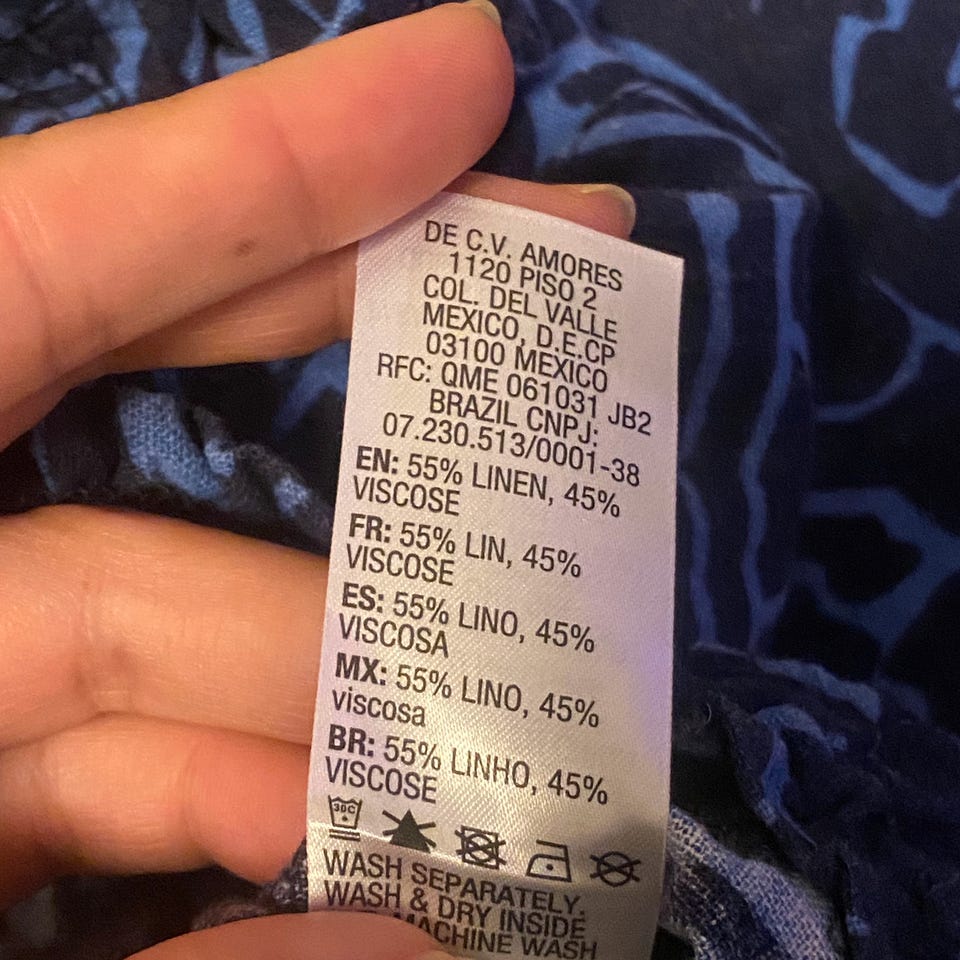 DE C.V. AMORES
1120 PISO 2
COL. DEL VALLE
MEXICO, D.E.CP
03100 MEXICO
RFC: QME 061031 JB2
BRAZIL CNPJ:
07.230.513/0001-38
EN: 55% LINEN, 45%
VISCOSE
FR: 55% LIN, 45%
VISCOSE
ES: 55% LINO, 45%
VISCOSA
MX: 55% LINO, 45%
viscosa
BR: 55% LINHO, 45%
VISCOSE
30C
WASH SEPARATELY.
WASH & DRY INSIDE
MACHINE WASH